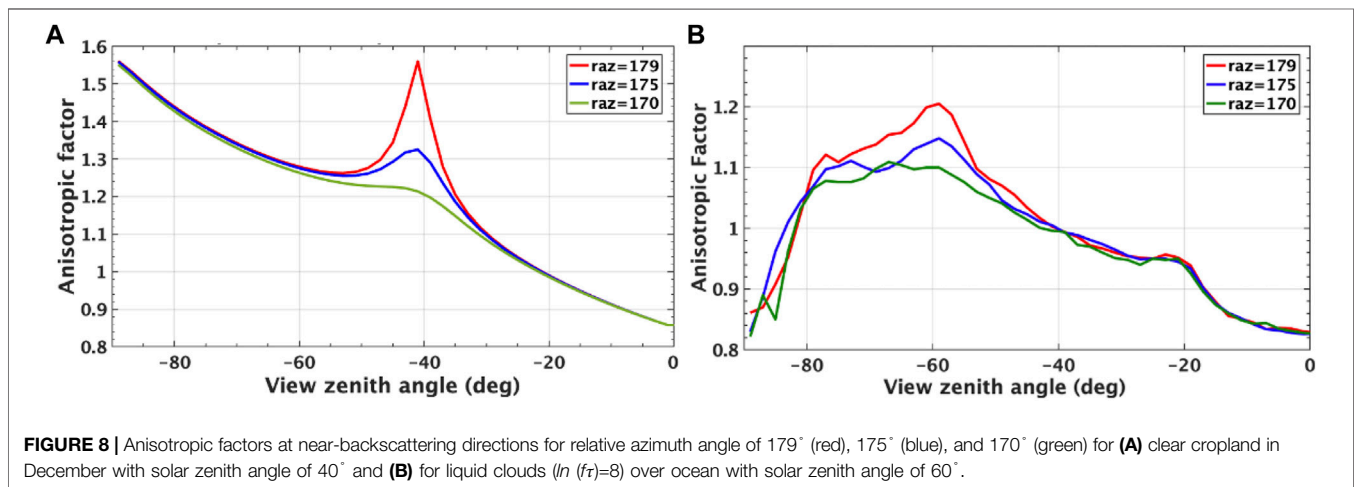 A
B
1.6
1.5
1.4
1.3
1.2
1.1
1
0.9
0.8
Anisotropic factor
raz=179
raz=175
raz=170
-80
-60
-40
-20
0
View zenith angle (deg)
1.2
1.1
1
0.9
0.8
Anisotropic Factor
raz=179
raz=175
raz=170
-80
-60
-40
-20
0
View zenith angle (deg)
FIGURE 8 | Anisotropic factors at near-backscattering directions for relative azimuth angle of 179° (red), 175° (blue), and 170° (green) for (A) clear cropland in
December with solar zenith angle of 40° and (B) for liquid clouds (ln (fτ)=8) over ocean with solar zenith angle of 60°.